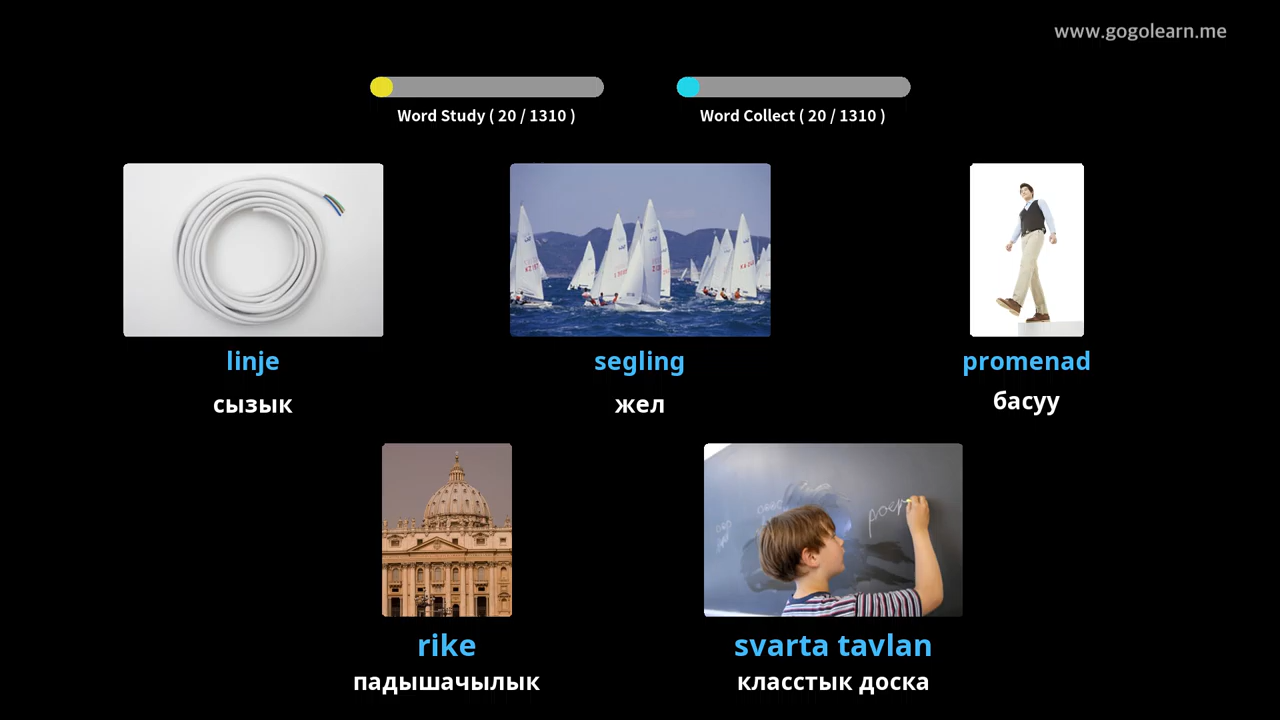 www.gogolearn.me
Word Study ( 20 / 1310 )
Word Collect ( 20 / 1310 )
linje
segling
promenad
сызык
жел
басуу
rike
svarta tavlan
падышачылык
класстык доска